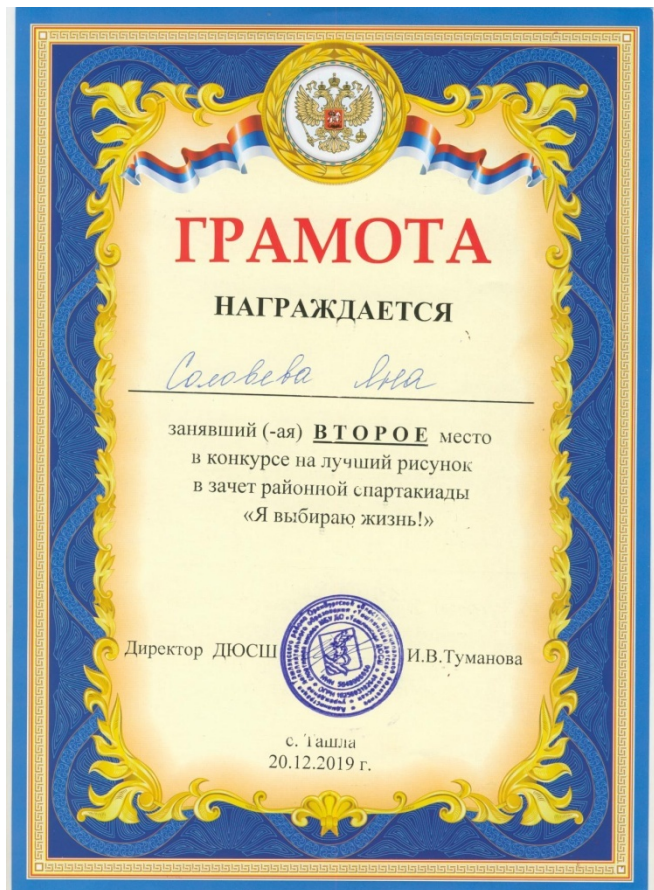 ГРАМОТА
НАГРАЖДАЕТСЯ
Соловьева Яна
занявший (-ая) ВТОРОЕ место
в конкурсе на лучший рисунок
в зачет районной спартакиады
«Я выбираю жизнь!»
Директор ДЮСШ И.В.Туманова
с. Ташла
20.12.2019 г.